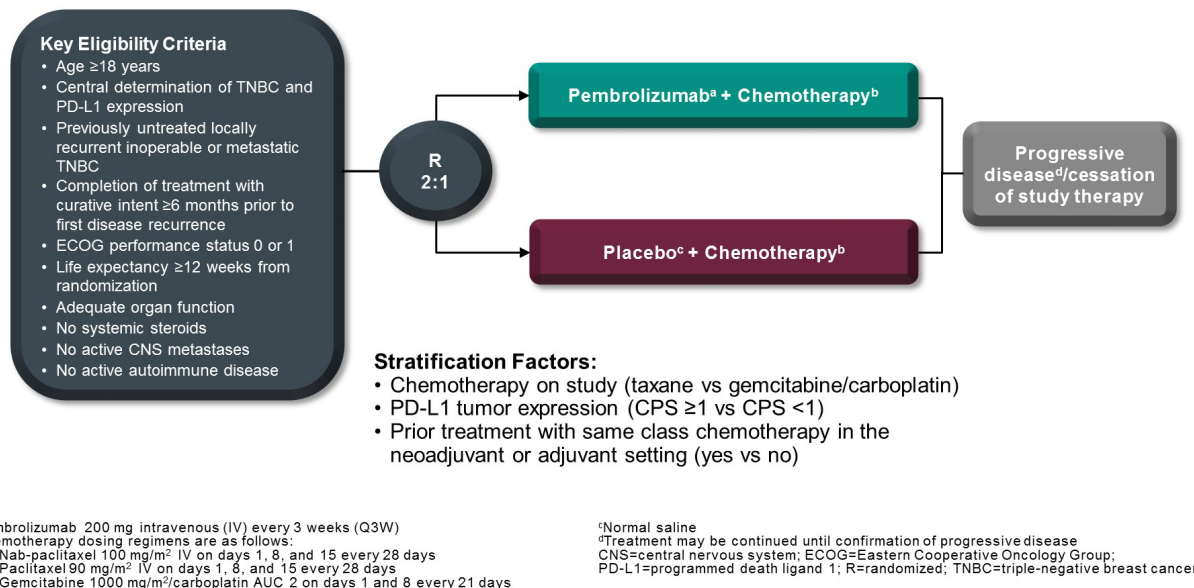 Key Eligibility Criteria
• Age ≥18 years
• Central determination of TNBC and
PD-L1 expression
• Previously untreated locally
recurrent inoperable or metastatic
TNBC
• Completion of treatment with
curative intent ≥6 months prior to
first disease recurrence
• ECOG performance status 0 or 1
• Life expectancy ≥12 weeks from
randomization
• Adequate organ function
• No systemic steroids
• No active CNS metastases
• No active autoimmune disease
R
2:1
Pembrolizumabᵃ + Chemotherapyᵇ
Placeboᶜ + Chemotherapyᵇ
Progressive
diseaseᵈ/cessation
of study therapy
Stratification Factors:
• Chemotherapy on study (taxane vs gemcitabine/carboplatin)
• PD-L1 tumor expression (CPS ≥1 vs CPS <1)
• Prior treatment with same class chemotherapy in the
neoadjuvant or adjuvant setting (yes vs no)
mbrolizumab 200 mg intravenous (IV) every 3 weeks (Q3W)
emotherapy dosing regimens are as follows:
Nab-paclitaxel 100 mg/m² IV on days 1, 8, and 15 every 28 days
Paclitaxel 90 mg/m² IV on days 1, 8, and 15 every 28 days
Gemcitabine 1000 mg/m²/carboplatin AUC 2 on days 1 and 8 every 21 days
ᶜNormal saline
ᵈTreatment may be continued until confirmation of progressive disease
CNS=central nervous system; ECOG=Eastern Cooperative Oncology Group;
PD-L1=programmed death ligand 1; R=randomized; TNBC=triple-negative breast cancer